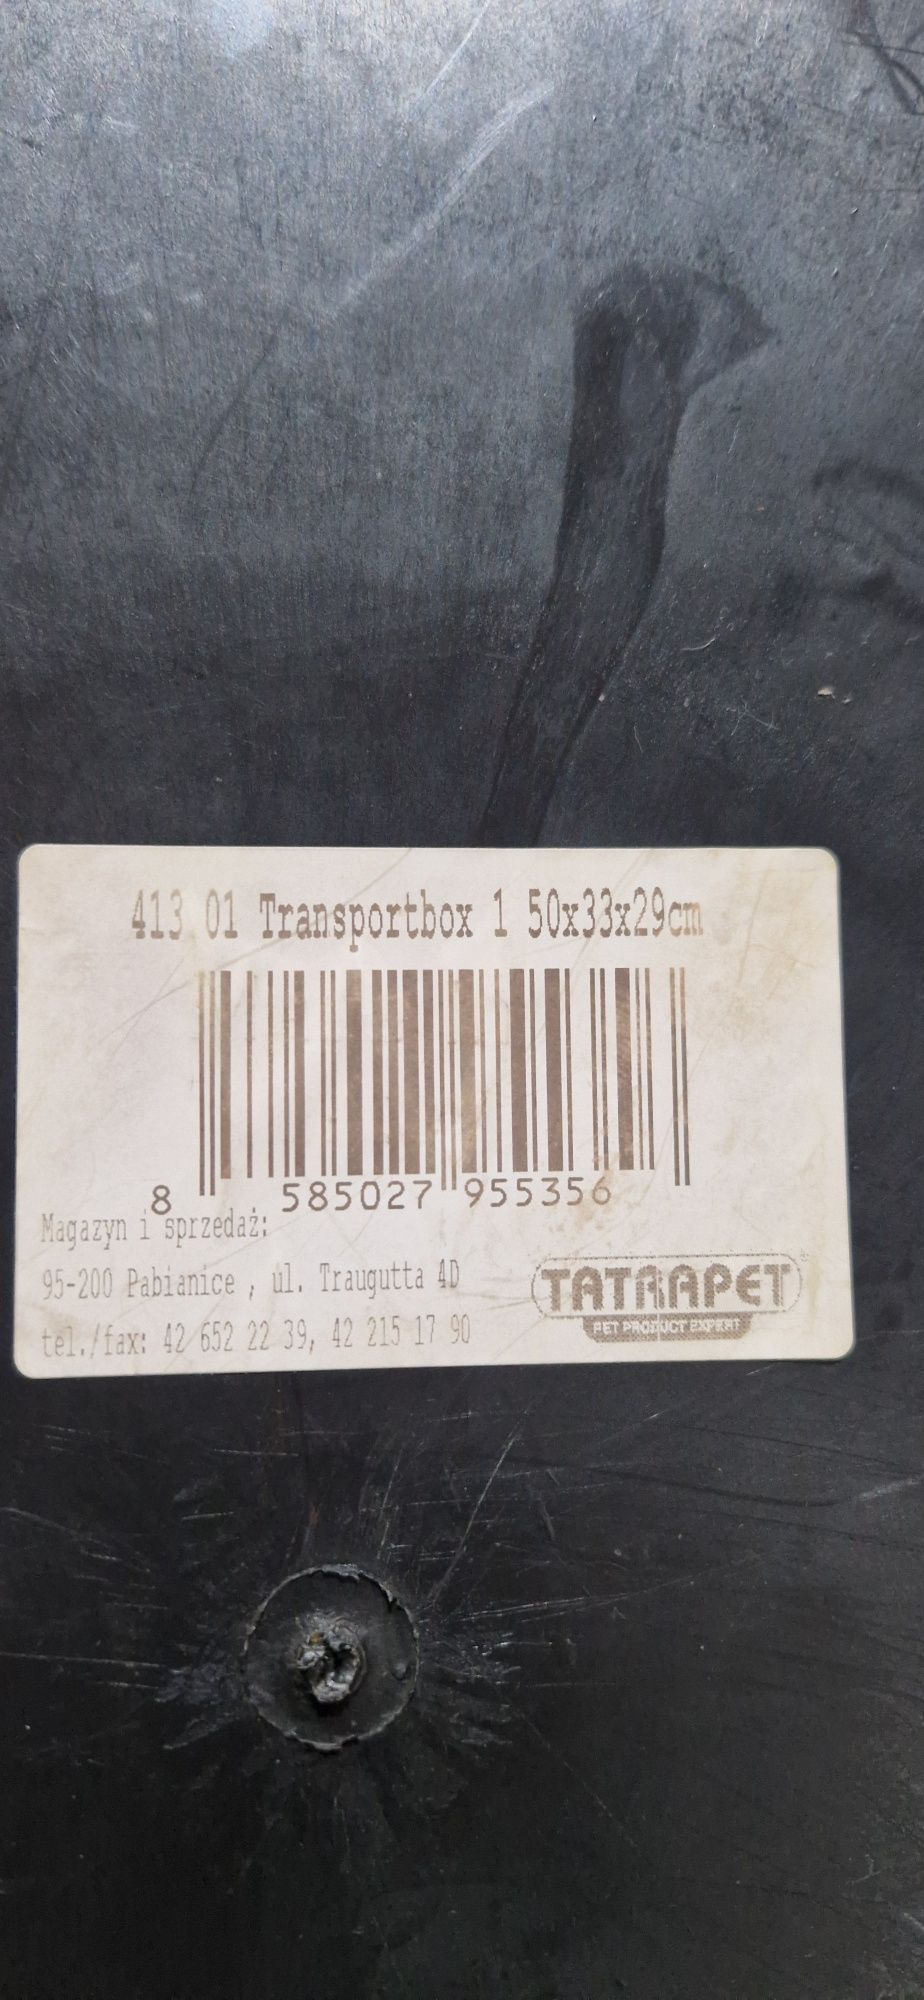 413 01 Transportbox 1 50x33x29cm
8 585027 955356
Magazyn i sprzedaż:
95-200 Pabianice , ul. Traugutta 4D
tel./fax: 42 652 22 39, 42 215 17 90
TATRAPET
PET PRODUCT EXPERT